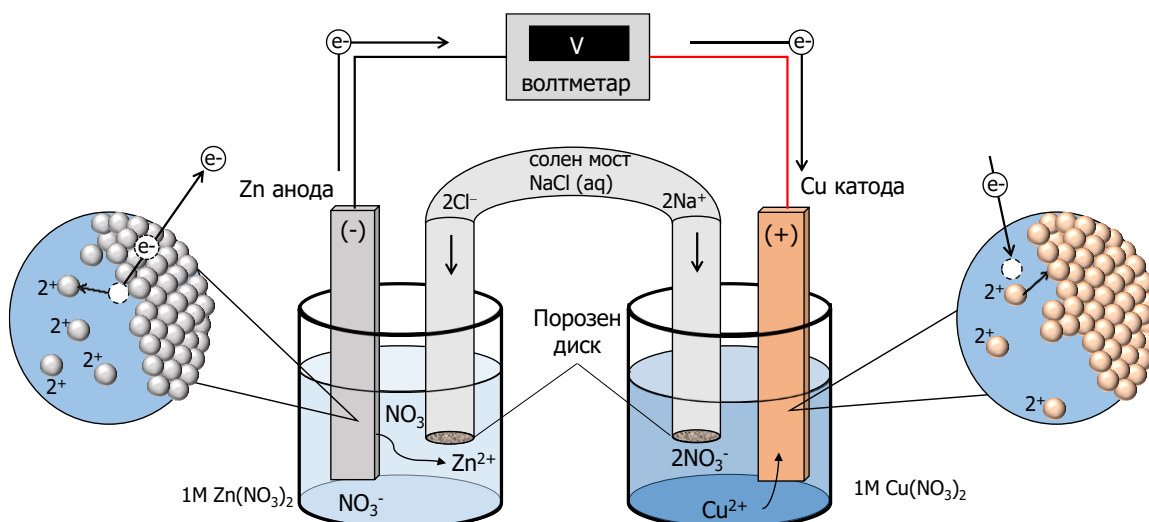 e-
V
e-
волтметар
e-
солен мост
NaCl (aq)
Zn анода
Cu катода
e-
2Cl⁻
2Na⁺
(-)
(+)
e-
2⁺
2⁺
2⁺
2⁺
2⁺
2⁺
2⁺
Порозен
диск
NO₃
Zn²⁺
2NO₃⁻
1M Zn(NO₃)₂
NO₃⁻
Cu²⁺
1M Cu(NO₃)₂